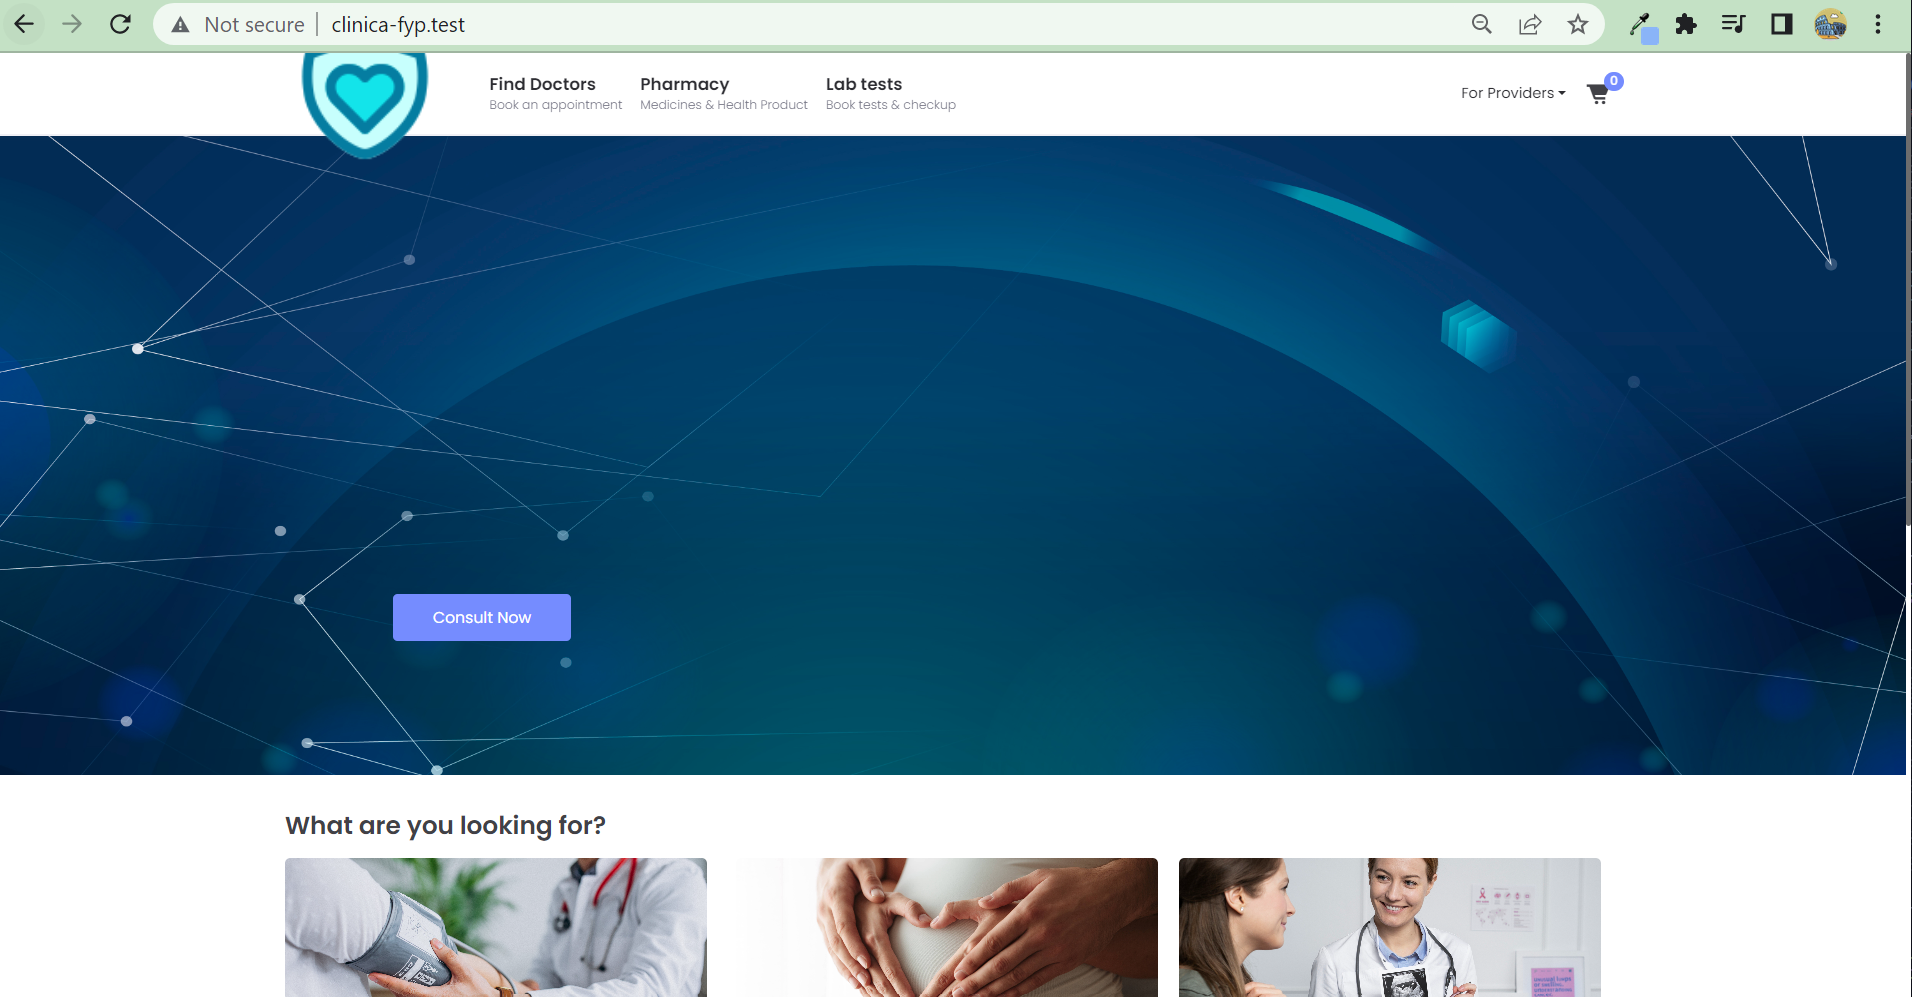 Not secure
clinica-fyp.test
Find Doctors
Book an appointment
Pharmacy
Medicines & Health Product
Lab tests
Book tests & checkup
For Providers
0
Consult Now
What are you looking for?